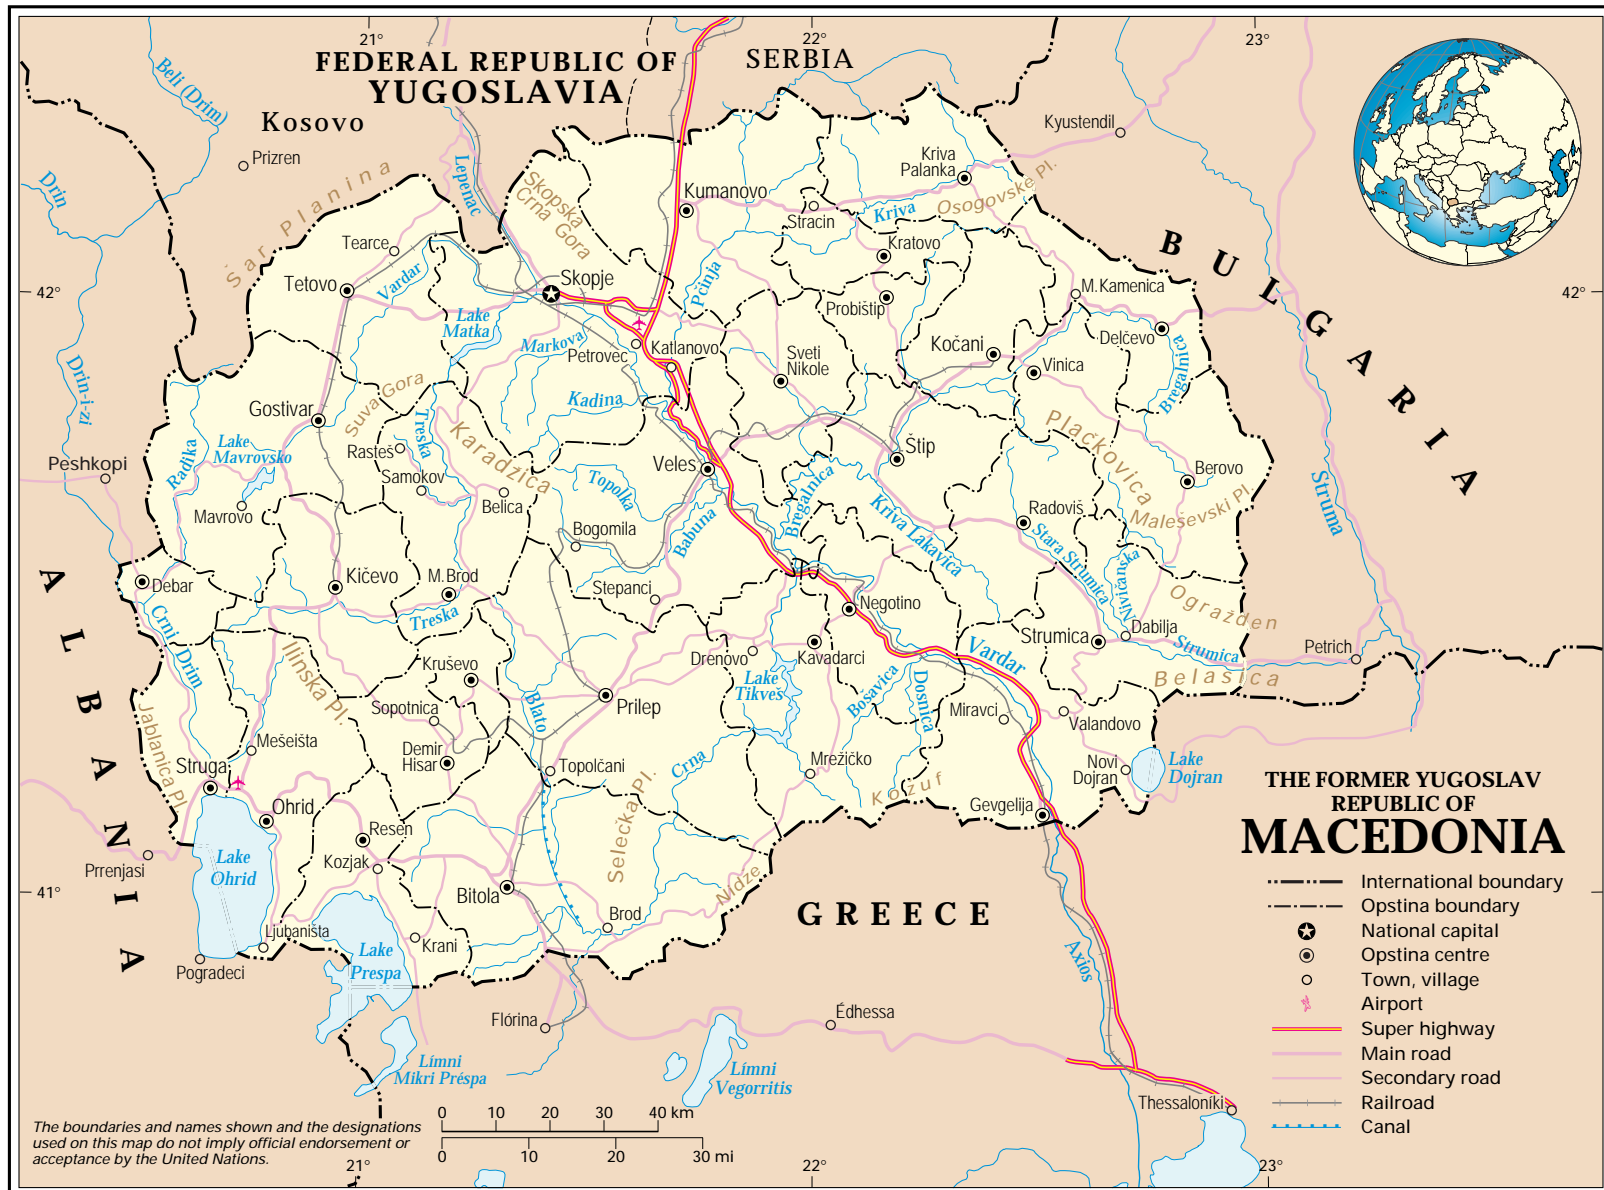 21°
22°
23°
FEDERAL REPUBLIC OF
YUGOSLAVIA
SERBIA
Kosovo
Beli (Drim)
Prizren
Drin
Lepenac
Šar Planina
Skopska
Crna Gora
Kyustendil
Kriva
Palanka
Osogovske Pl.
Kumanovo
Stracin
Kriva
Kratovo
Tearce
Tetovo
Vardar
Skopje
Pčinja
Probištip
M. Kamenica
Delčevo
BULGARIA
42°
42°
Lake
Matka
Markova
Petrovec
Katlanovo
Sveti
Nikole
Kočani
Vinica
Bregalnica
Drin-i-zi
Gostivar
Suva Gora
Kadina
Treska
Karadzica
Rasteš
Samokov
Belica
Radika
Lake
Mavrovsko
Mavrovo
Peshkopi
Veles
Topolka
Babuna
Bregalnica
Štip
Kriva Lakavica
Plačkovica
Berovo
Maleševski Pl.
Radoviš
Stara Strumica
Nivičanska
Struma
Bogomila
Stepanci
Debar
Kičevo
M. Brod
Treska
Negotino
Ogražden
Dabilja
Strumica
Strumica
Petrich
Belasica
ALBANIA
Crni Drim
Ilinska Pl.
Kruševo
Sopotnica
Demir
Hisar
Blato
Prilep
Drenovo
Kavadarci
Lake
Tikveš
Vardar
Bošavica
Dosnica
Miravci
Valandovo
Novi
Dojran
Lake
Dojran
Jablanica Pl.
Mešeišta
Struga
Topolčani
Crna
Mrežičko
Kozuf
Gevgelija
Ohrid
Resen
Kozjak
Selečka Pl.
Nidze
Prrenjasi
Lake
Ohrid
41°
Bitola
Brod
GREECE
Ljubaništa
Pogradeci
Lake
Prespa
Krani
Axios
Flórina
Édhessa
Límni
Mikri Préspa
Límni
Vegorritis
Thessaloníki
THE FORMER YUGOSLAV
REPUBLIC OF
MACEDONIA
International boundary
Opstina boundary
National capital
Opstina centre
Town, village
Airport
Super highway
Main road
Secondary road
Railroad
Canal
0 10 20 30 40 km
0 10 20 30 mi
The boundaries and names shown and the designations
used on this map do not imply official endorsement or
acceptance by the United Nations.
21°
22°
23°